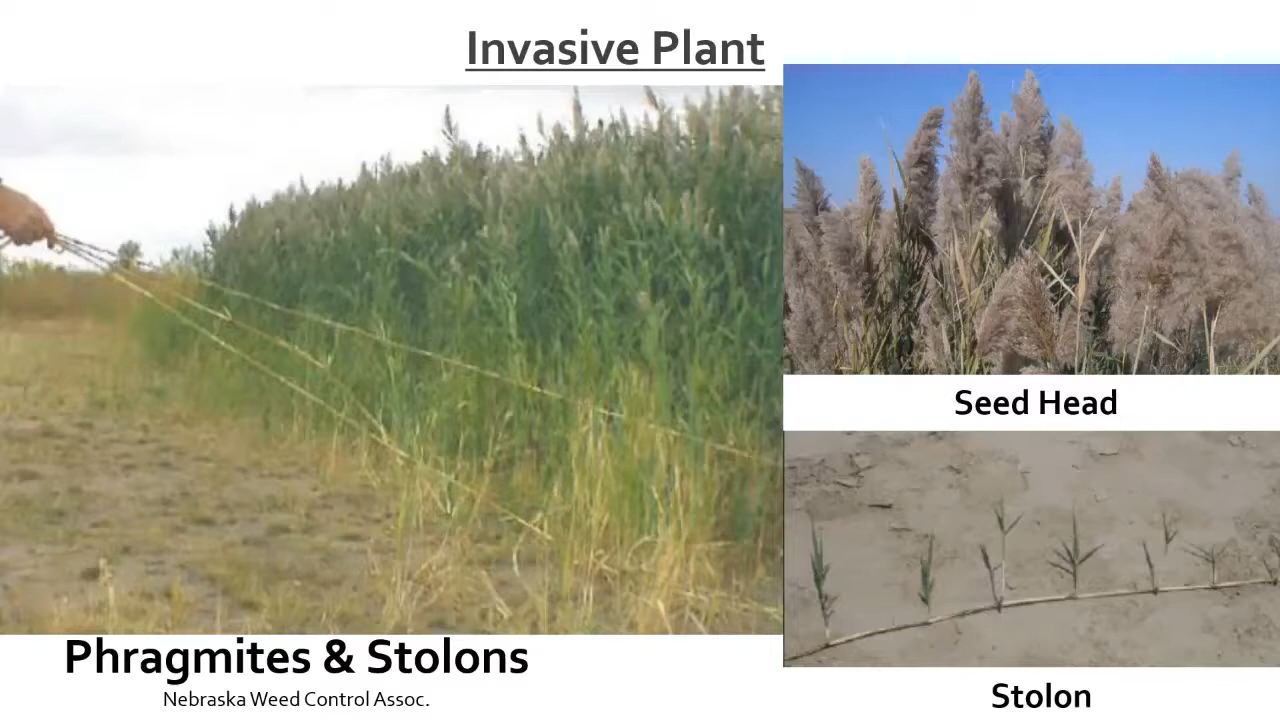 Invasive Plant
Seed Head
Phragmites & Stolons
Nebraska Weed Control Assoc.
Stolon